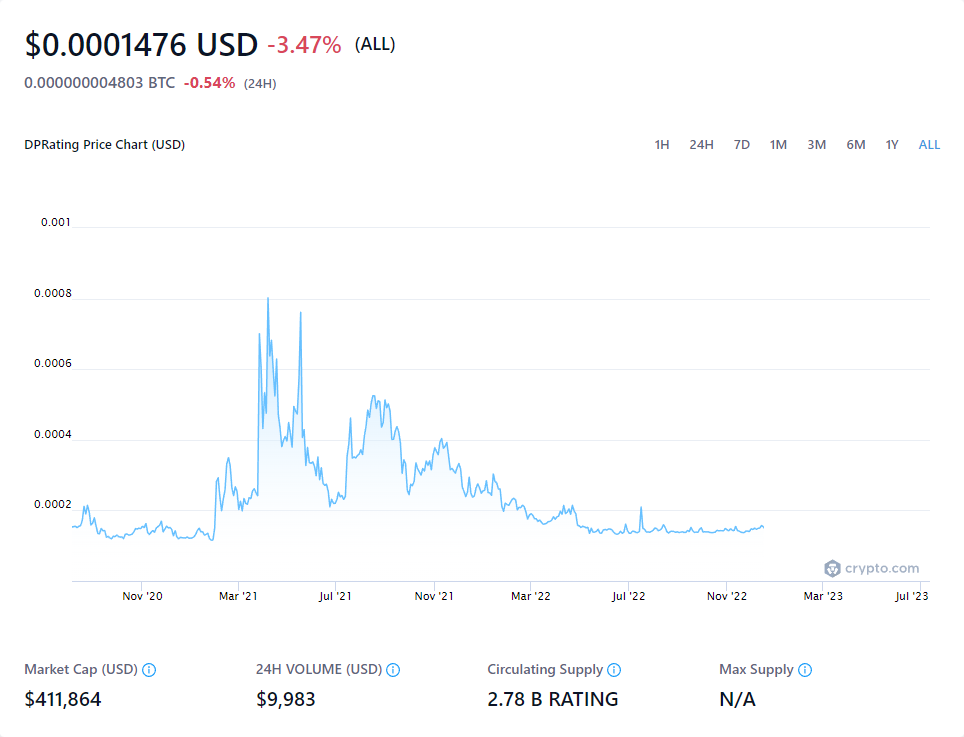 $0.0001476 USD -3.47% (ALL)
0.000000004803 BTC -0.54% (24H)
DPRating Price Chart (USD) 1H 24H 7D 1M 3M 6M 1Y ALL
0.001
0.0008
0.0006
0.0004
0.0002
crypto.com
Nov '20 Mar '21 Jul '21 Nov '21 Mar '22 Jul '22 Nov '22 Mar '23 Jul '23
Market Cap (USD) 24H VOLUME (USD) Circulating Supply Max Supply
$411,864 $9,983 2.78 B RATING N/A